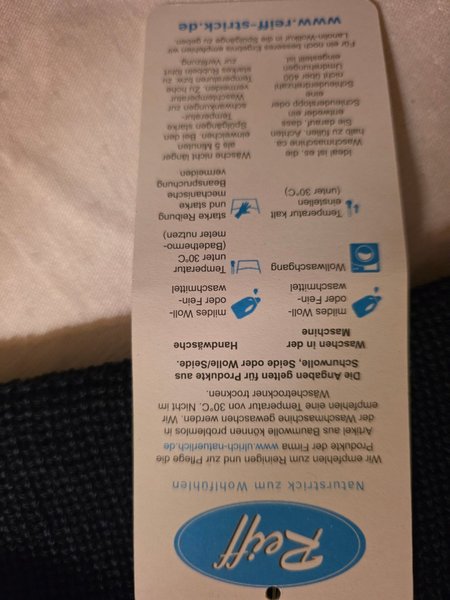 Reiff
Naturstrick zum Wohlfühlen
Wir empfehlen zum Reinigen und zur Pflege die
Produkte der Firma www.ulrich-natuerlich.de
Artikel aus Baumwolle können problemlos in
der Waschmaschine gewaschen werden. Wir
empfehlen eine Temperatur von 30°C. Nicht im
Wäschetrockner trocknen.
Die Angaben gelten für Produkte aus
Schurwolle, Seide oder Wolle/Seide.
Waschen in der
Maschine
mildes Woll-
oder Fein-
waschmittel
Wollwaschgang
Temperatur kalt
einstellen
(unter 30°C)
Ideal ist es, die
Waschmaschine ca
halb zu füllen. Achten
Sie darauf, dass
entweder ein
Schleuderstopp oder
eine
Schleuderdrehzahl
nicht über 400
Umdrehungen
eingestellt ist.
Handwäsche
mildes Woll-
oder Fein-
waschmittel
Temperatur
unter 30°C
(Badethermo-
meter nutzen)
starke Reibung
und starke
mechanische
Beanspruchung
vermeiden
Wäsche nicht länger
als 5 Minuten
einweichen. Bei den
Spülgängen starke
Temperatur-
schwankungen zur
Waschtemperatur
vermeiden. Zu hohe
Temperaturen bzw. zu
starkes Rubbeln führt
zur Verfilzung.
Für ein noch besseres Ergebnis empfehlen wir
Lanolin-Wollkur in die Spülgänge zu geben.
www.reiff-strick.de